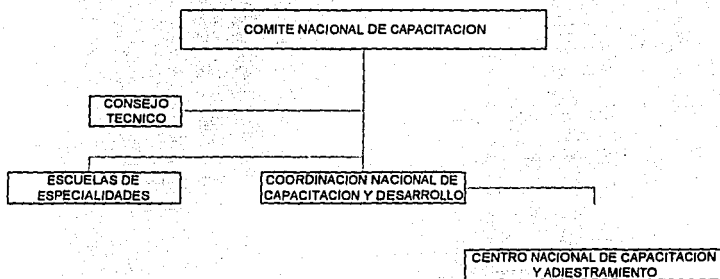 COMITE NACIONAL DE CAPACITACION
CONSEJO
TECNICO
ESCUELAS DE
ESPECIALIDADES
COORDINACION NACIONAL DE
CAPACITACION Y DESARROLLO
CENTRO NACIONAL DE CAPACITACION
Y ADIESTRAMIENTO